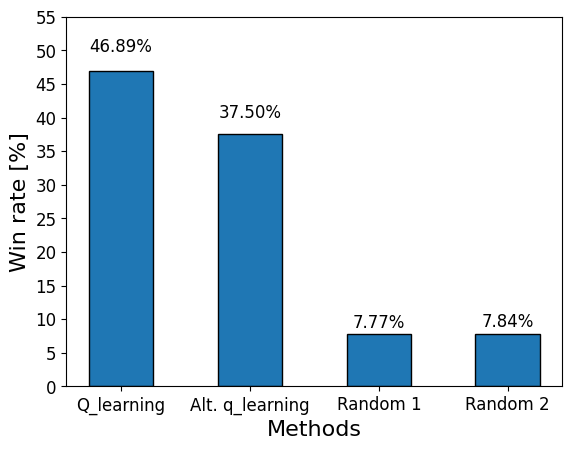 55
50
45
40
35
30
25
20
15
10
5
0
Win rate [%]
46.89%
37.50%
7.77%
7.84%
Q_learning
Alt. q_learning
Random 1
Random 2
Methods